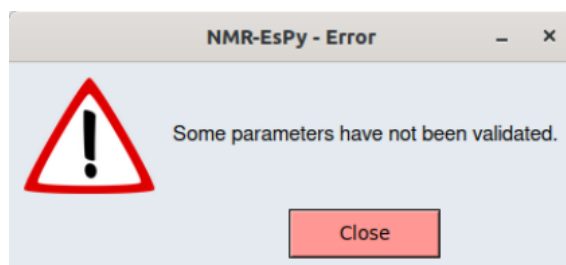 NMR-EsPy - Error
Some parameters have not been validated.
Close